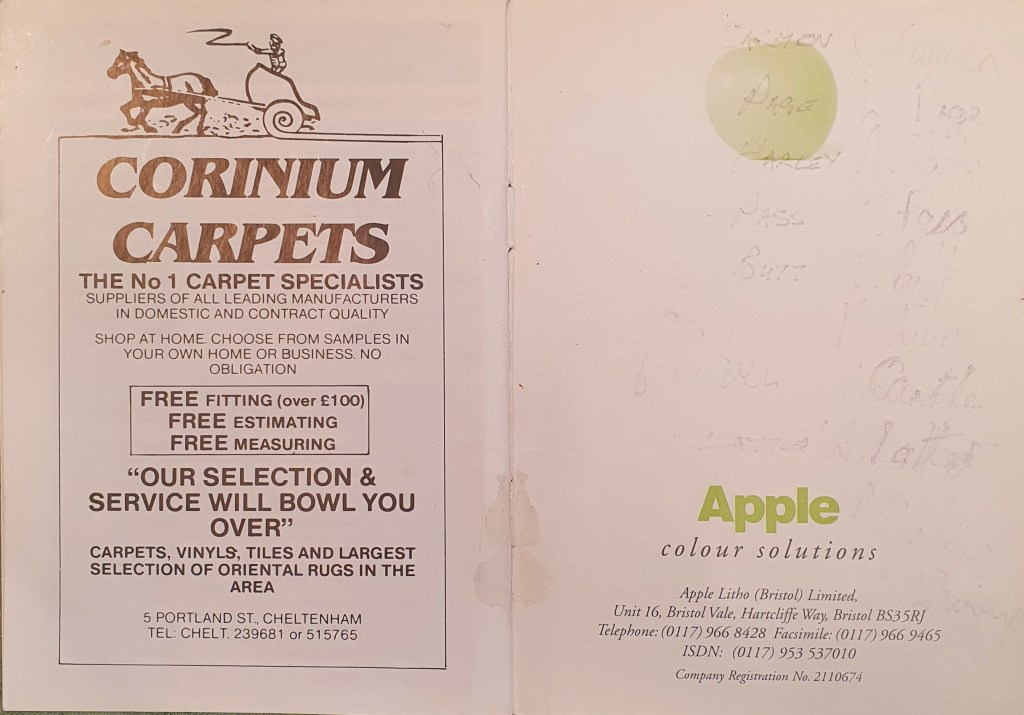 CORINIUM
CARPETS
THE No 1 CARPET SPECIALISTS
SUPPLIERS OF ALL LEADING MANUFACTURERS
IN DOMESTIC AND CONTRACT QUALITY
SHOP AT HOME. CHOOSE FROM SAMPLES IN
YOUR OWN HOME OR BUSINESS. NO
OBLIGATION
FREE FITTING (over £100)
FREE ESTIMATING
FREE MEASURING
“OUR SELECTION &
SERVICE WILL BOWL YOU
OVER”
CARPETS, VINYLS, TILES AND LARGEST
SELECTION OF ORIENTAL RUGS IN THE
AREA
5 PORTLAND ST., CHELTENHAM
TEL: CHELT. 239681 or 515765
PAGE
HARLEY
PASS
BUTT
Apple
colour solutions
Apple Litho (Bristol) Limited,
Unit 16, Bristol Vale, Hartcliffe Way, Bristol BS35RJ
Telephone: (0117) 966 8428 Facsimile: (0117) 966 9465
ISDN: (0117) 953 537010
Company Registration No. 2110674